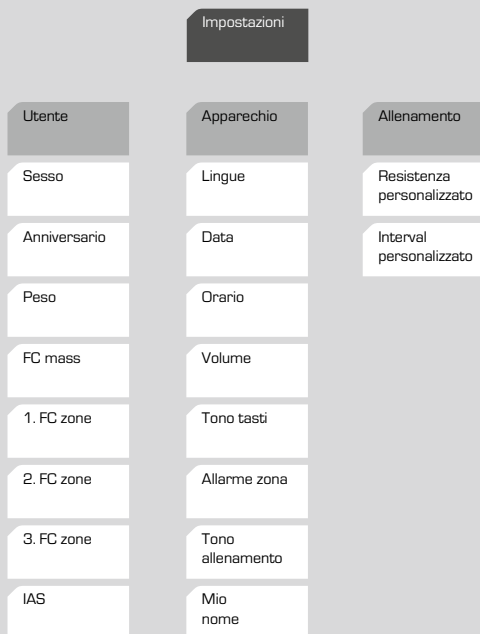 Impostazioni
Utente
Sesso
Anniversario
Peso
FC mass
1. FC zone
2. FC zone
3. FC zone
IAS
Apparechio
Lingue
Data
Orario
Volume
Tono tasti
Allarme zona
Tono
allenamento
Mio
nome
Allenamento
Resistenza
personalizzato
Interval
personalizzato